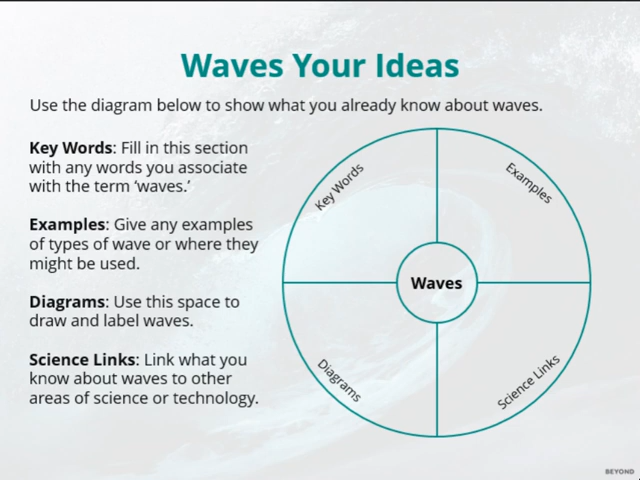 Waves Your Ideas
Use the diagram below to show what you already know about waves.
Key Words: Fill in this section
with any words you associate
with the term ‘waves.’
Examples: Give any examples
of types of wave or where they
might be used.
Diagrams: Use this space to
draw and label waves.
Science Links: Link what you
know about waves to other
areas of science or technology.
Key Words
Examples
Waves
Diagrams
Science Links
BEYOND